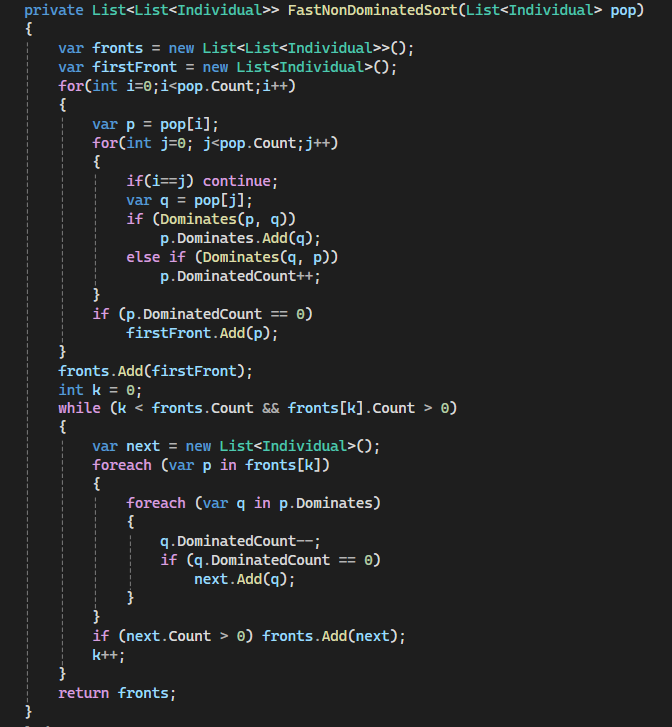 private List<List<Individual>> FastNonDominatedSort(List<Individual> pop)
{
    var fronts = new List<List<Individual>>();
    var firstFront = new List<Individual>();
    for(int i=0;i<pop.Count;i++)
    {
        var p = pop[i];
        for(int j=0; j<pop.Count;j++)
        {
            if(i==j) continue;
            var q = pop[j];
            if (Dominates(p, q))
                p.Dominates.Add(q);
            else if (Dominates(q, p))
                p.DominatedCount++;
        }
        if (p.DominatedCount == 0)
            firstFront.Add(p);
    }
    fronts.Add(firstFront);
    int k = 0;
    while (k < fronts.Count && fronts[k].Count > 0)
    {
        var next = new List<Individual>();
        foreach (var p in fronts[k])
        {
            foreach (var q in p.Dominates)
            {
                q.DominatedCount--;
                if (q.DominatedCount == 0)
                    next.Add(q);
            }
        }
        if (next.Count > 0) fronts.Add(next);
        k++;
    }
    return fronts;
}